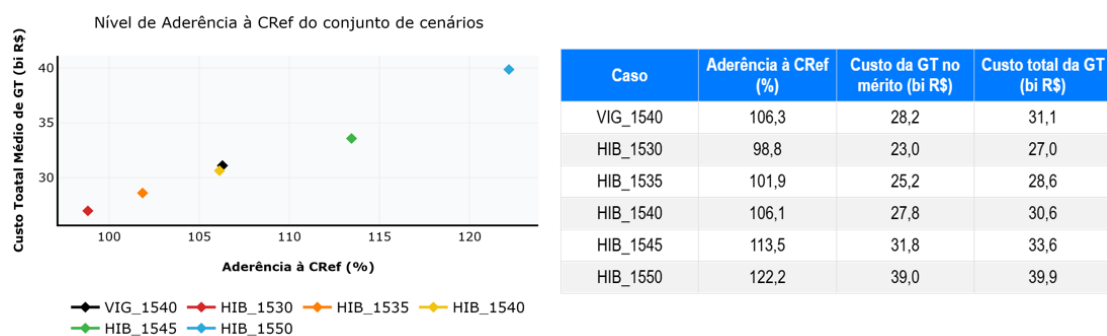 Nível de Aderência à CRef do conjunto de cenários
Custo Toatal Médio de GT (bi R$)
40
35
30
100 105 110 115 120
Aderência à CRef (%)
VIG_1540 HIB_1530 HIB_1535 HIB_1540
HIB_1545 HIB_1550
Caso Aderência à CRef (%) Custo da GT no mérito (bi R$) Custo total da GT (bi R$)
VIG_1540 106,3 28,2 31,1
HIB_1530 98,8 23,0 27,0
HIB_1535 101,9 25,2 28,6
HIB_1540 106,1 27,8 30,6
HIB_1545 113,5 31,8 33,6
HIB_1550 122,2 39,0 39,9